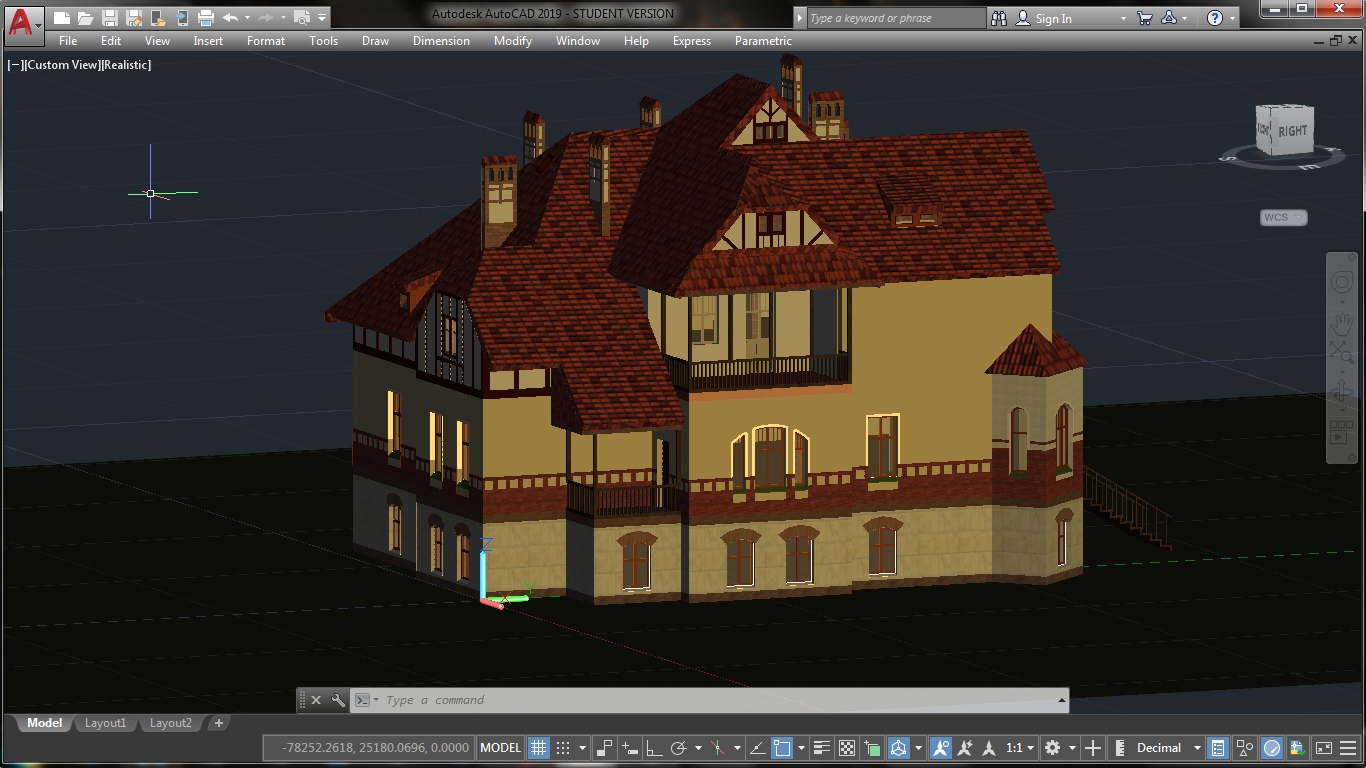 Autodesk AutoCAD 2019 - STUDENT VERSION
Type a keyword or phrase
Sign In
File Edit View Insert Format Tools Draw Dimension Modify Window Help Express Parametric
[−][Custom View][Realistic]
RIGHT
S
E
WCS
Z
X
Y
Type a command
Model Layout1 Layout2 +
-78252.2618, 25180.0696, 0.0000 MODEL 1:1 Decimal